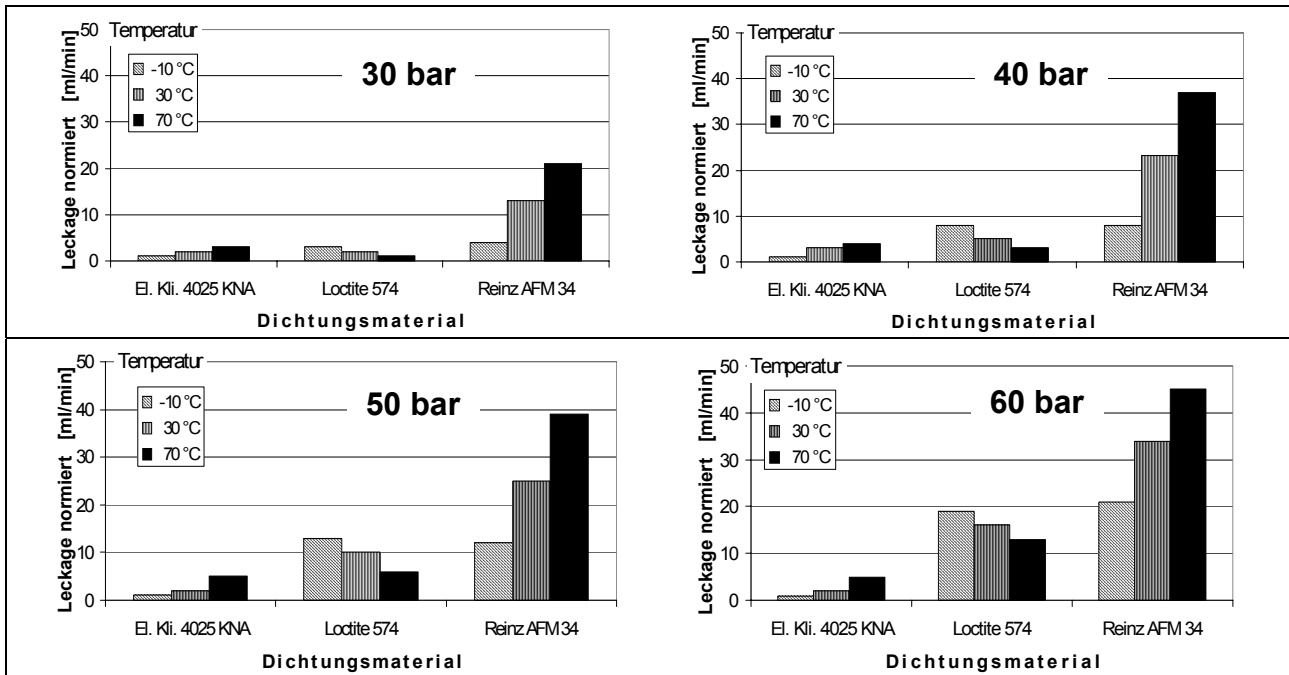 50 Temperatur
Leckage normiert [ml/min]
-10 °C
30 °C
70 °C
30 bar
40
30
20
10
0
El. Kli. 4025 KNA Loctite 574 Reinz AFM 34
Dichtungsmaterial
50 Temperatur
Leckage normiert [ml/min]
-10 °C
30 °C
70 °C
40 bar
40
30
20
10
0
El. Kli. 4025 KNA Loctite 574 Reinz AFM 34
Dichtungsmaterial
50 Temperatur
Leckage normiert [ml/min]
-10 °C
30 °C
70 °C
50 bar
40
30
20
10
0
El. Kli. 4025 KNA Loctite 574 Reinz AFM 34
Dichtungsmaterial
50 Temperatur
Leckage normiert [ml/min]
-10 °C
30 °C
70 °C
60 bar
40
30
20
10
0
El. Kli. 4025 KNA Loctite 574 Reinz AFM 34
Dichtungsmaterial